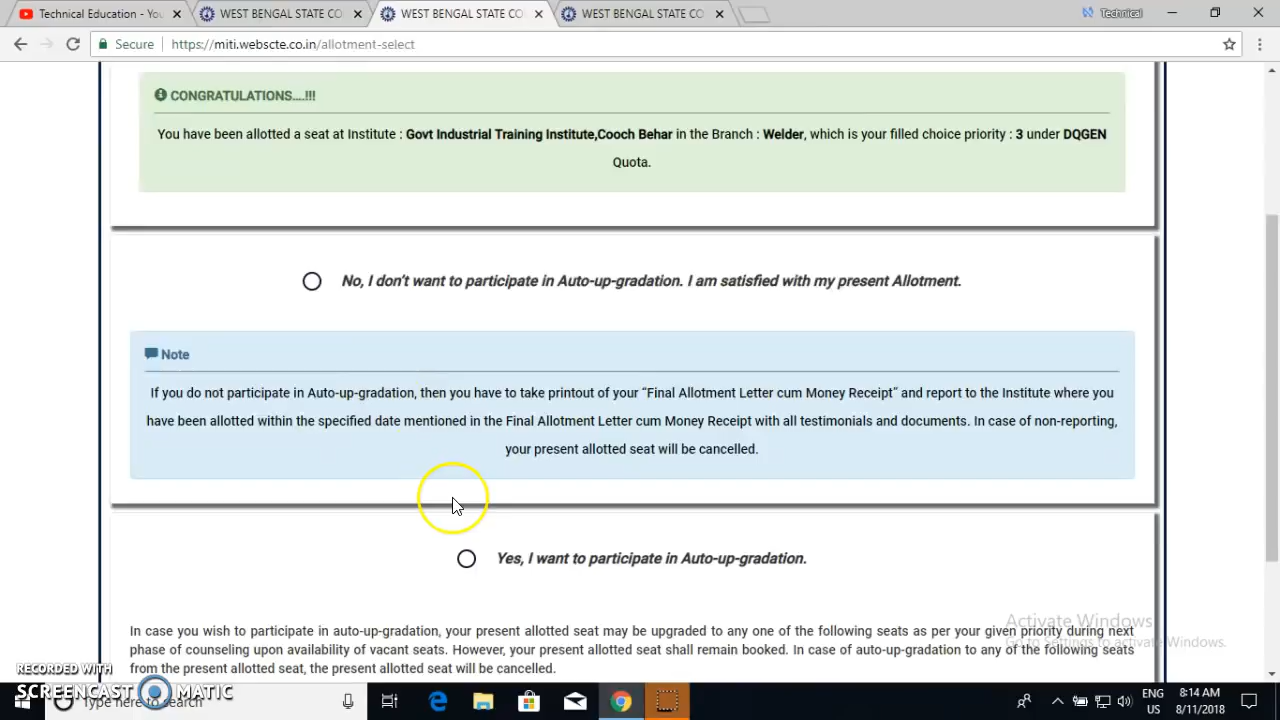 Technical Education - You
WEST BENGAL STATE CO
WEST BENGAL STATE CO
WEST BENGAL STATE CO
Technical
Secure
https://miti.webscte.co.in/allotment-select
CONGRATULATIONS....!!!
You have been allotted a seat at Institute : Govt Industrial Training Institute,Cooch Behar in the Branch : Welder, which is your filled choice priority : 3 under DQGEN
Quota.
No, I don't want to participate in Auto-up-gradation. I am satisfied with my present Allotment.
Note
If you do not participate in Auto-up-gradation, then you have to take printout of your “Final Allotment Letter cum Money Receipt” and report to the Institute where you
have been allotted within the specified date mentioned in the Final Allotment Letter cum Money Receipt with all testimonials and documents. In case of non-reporting,
your present allotted seat will be cancelled.
Yes, I want to participate in Auto-up-gradation.
In case you wish to participate in auto-up-gradation, your present allotted seat may be upgraded to any one of the following seats as per your given priority during next
phase of counseling upon availability of vacant seats. However, your present allotted seat shall remain booked. In case of auto-up-gradation to any of the following seats
from the present allotted seat, the present allotted seat will be cancelled.
Activate Windows
Go to Settings to activate Windows.
RECORDED WITH
SCREENCAST MATIC
Type here to search
ENG
US
8:14 AM
8/11/2018